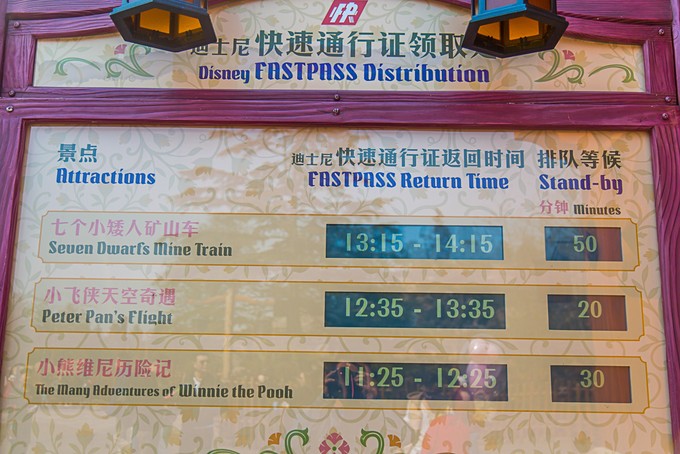 快
迪士尼 快速通行证领取
Disney FASTPASS Distribution
景点 迪士尼 快速通行证返回时间 排队等候
Attractions FASTPASS Return Time Stand-by
分钟 Minutes
七个小矮人矿山车
Seven Dwarfs Mine Train 13:15 - 14:15 50
小飞侠天空奇遇
Peter Pan's Flight 12:35 - 13:35 20
小熊维尼历险记
The Many Adventures of Winnie the Pooh 11:25 - 12:25 30